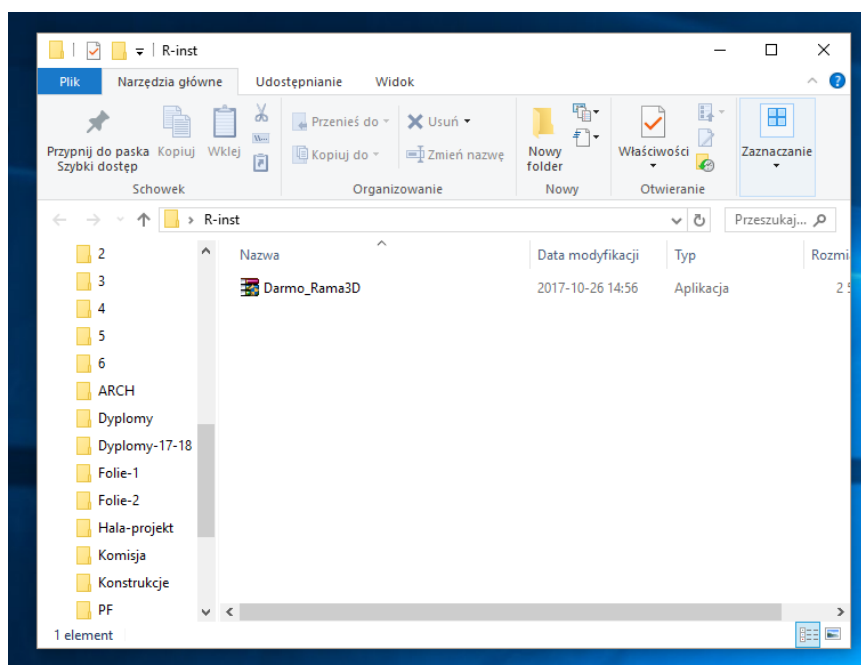 R-inst
Plik Narzędzia główne Udostępnianie Widok
Przypnij do paska Szybki dostęp
Kopiuj
Wklej
W...
Schowek
Przenieś do
Kopiuj do
Usuń
Zmień nazwę
Organizowanie
Nowy folder
Nowy
Właściwości
Otwieranie
Zaznaczanie
R-inst
Przeszukaj...
Nazwa Data modyfikacji Typ Rozmi
Darmo_Rama3D 2017-10-26 14:56 Aplikacja 2 5
2
3
4
5
6
ARCH
Dyplomy
Dyplomy-17-18
Folie-1
Folie-2
Hala-projekt
Komisja
Konstrukcje
PF
1 element